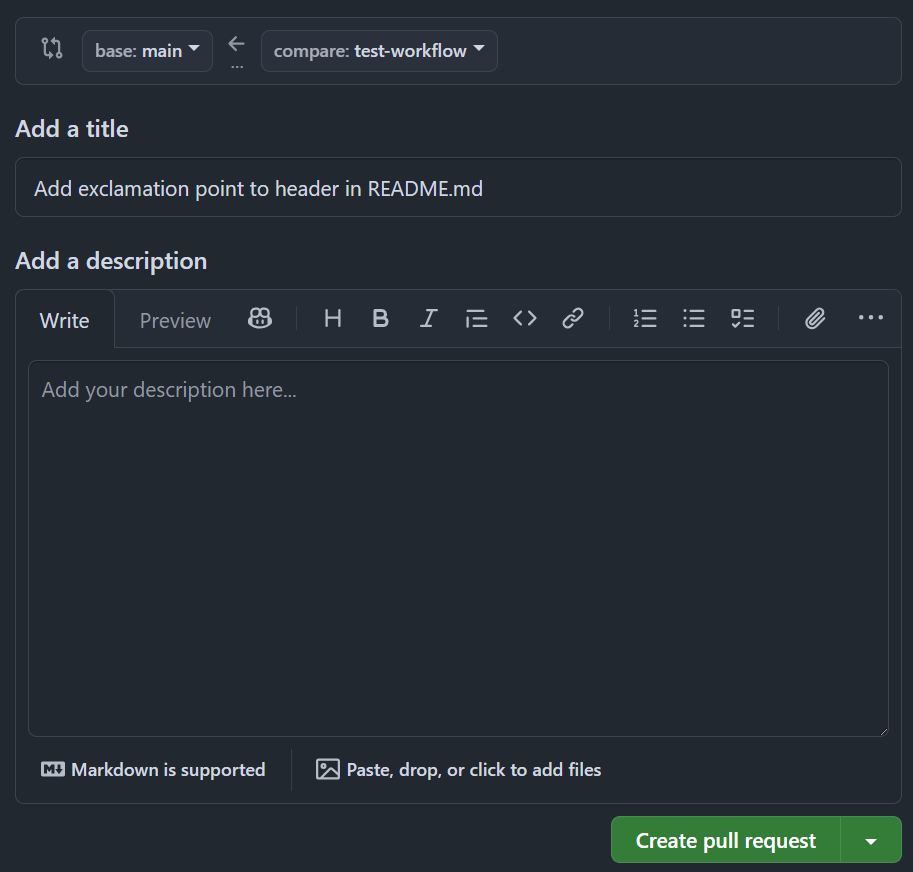 base: main ← compare: test-workflow
...
Add a title
Add exclamation point to header in README.md
Add a description
Write Preview H B I
Add your description here...
M↓ Markdown is supported Paste, drop, or click to add files
Create pull request